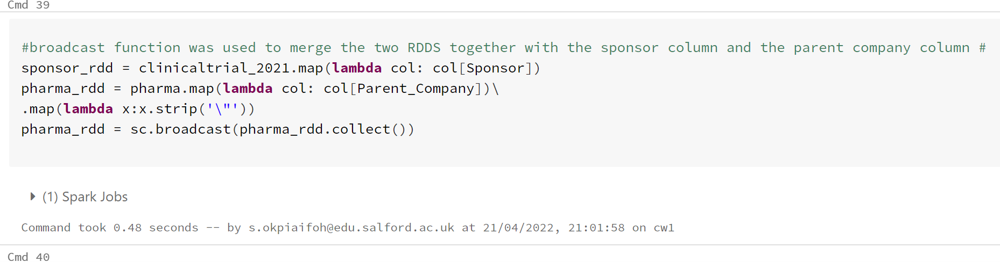 Cmd 39
#broadcast function was used to merge the two RDDS together with the sponsor column and the parent company column #
sponsor_rdd = clinicaltrial_2021.map(lambda col: col[Sponsor])
pharma_rdd = pharma.map(lambda col: col[Parent_Company])\
.map(lambda x:x.strip('\"'))
pharma_rdd = sc.broadcast(pharma_rdd.collect())
(1) Spark Jobs
Command took 0.48 seconds -- by s.okpiaifoh@edu.salford.ac.uk at 21/04/2022, 21:01:58 on cw1
Cmd 40